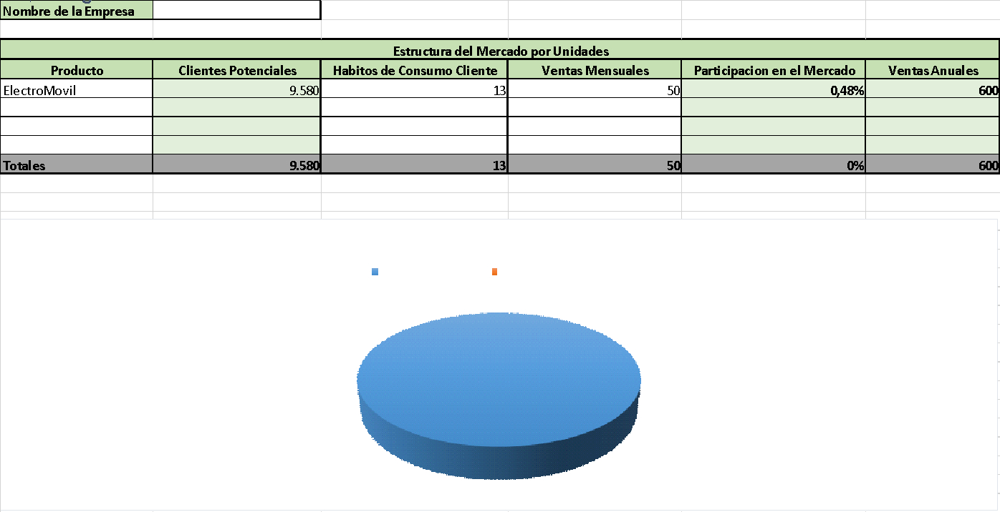 Nombre de la Empresa
Estructura del Mercado por Unidades
Producto Clientes Potenciales Habitos de Consumo Cliente Ventas Mensuales Participacion en el Mercado Ventas Anuales
ElectroMovil 9.580 13 50 0,48% 600
Totales 9.580 13 50 0% 600